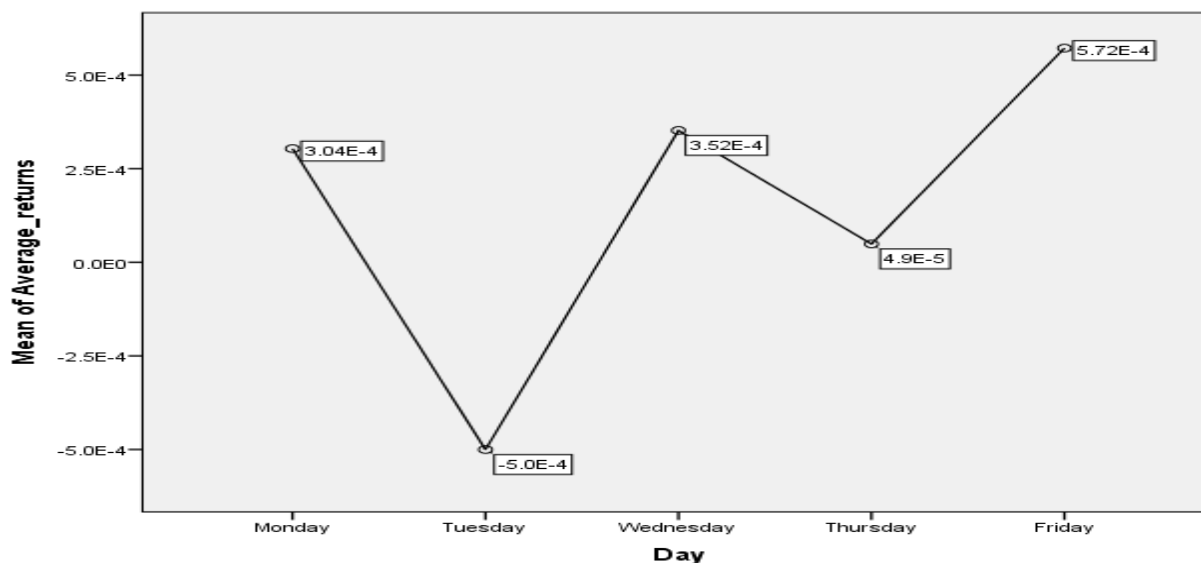 Mean of Average_returns
5.0E-4
2.5E-4
0.0E0
-2.5E-4
-5.0E-4
3.04E-4
-5.0E-4
3.52E-4
4.9E-5
5.72E-4
Monday Tuesday Wednesday Thursday Friday
Day